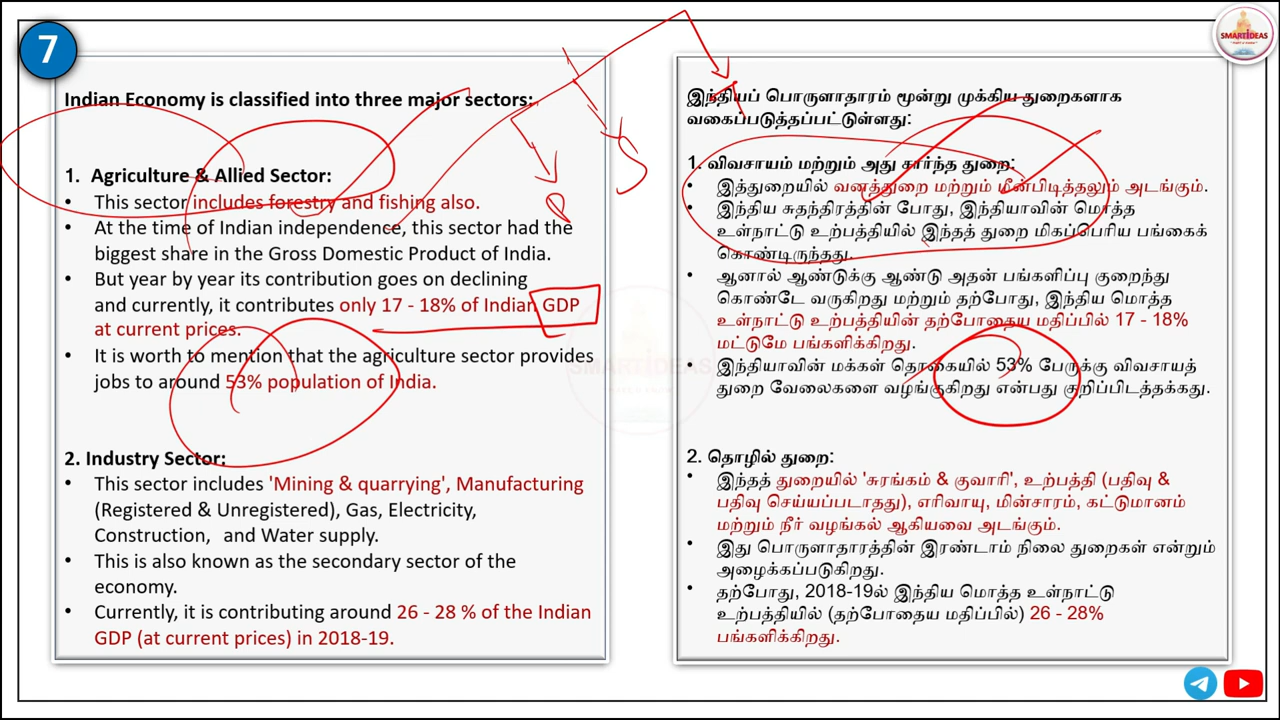 7
SMARTIDEAS
Indian Economy is classified into three major sectors:
1. Agriculture & Allied Sector:
• This sector includes forestry and fishing also.
• At the time of Indian independence, this sector had the
biggest share in the Gross Domestic Product of India.
• But year by year its contribution goes on declining
and currently, it contributes only 17 - 18% of Indian GDP
at current prices.
• It is worth to mention that the agriculture sector provides
jobs to around 53% population of India.
2. Industry Sector:
• This sector includes 'Mining & quarrying', Manufacturing
(Registered & Unregistered), Gas, Electricity,
Construction, and Water supply.
• This is also known as the secondary sector of the
economy.
• Currently, it is contributing around 26 - 28 % of the Indian
GDP (at current prices) in 2018-19.
P
S
T
இந்தியப் பொருளாதாரம் மூன்று முக்கிய துறைகளாக
வகைப்படுத்தப்பட்டுள்ளது:
1. விவசாயம் மற்றும் அது சார்ந்த துறை:
• இத்துறையில் வனத்துறை மற்றும் மீன்பிடித்தலும் அடங்கும்.
• இந்திய சுதந்திரத்தின் போது, இந்தியாவின் மொத்த
உள்நாட்டு உற்பத்தியில் இந்தத் துறை மிகப்பெரிய பங்கைக்
கொண்டிருந்தது.
• ஆனால் ஆண்டுக்கு ஆண்டு அதன் பங்களிப்பு குறைந்து
கொண்டே வருகிறது மற்றும் தற்போது, இந்திய மொத்த
உள்நாட்டு உற்பத்தியின் தற்போதைய மதிப்பில் 17 - 18%
மட்டுமே பங்களிக்கிறது.
• இந்தியாவின் மக்கள் தொகையில் 53% பேருக்கு விவசாயத்
துறை வேலைகளை வழங்குகிறது என்பது குறிப்பிடத்தக்கது.
2. தொழில் துறை:
• இந்தத் துறையில் 'சுரங்கம் & குவாரி', உற்பத்தி (பதிவு &
பதிவு செய்யப்படாதது), எரிவாயு, மின்சாரம், கட்டுமானம்
மற்றும் நீர் வழங்கல் ஆகியவை அடங்கும்.
• இது பொருளாதாரத்தின் இரண்டாம் நிலை துறைகள் என்றும்
அழைக்கப்படுகிறது.
• தற்போது, 2018-19ல் இந்திய மொத்த உள்நாட்டு
உற்பத்தியில் (தற்போதைய மதிப்பில்) 26 - 28%
பங்களிக்கிறது.
SMARTIDEAS